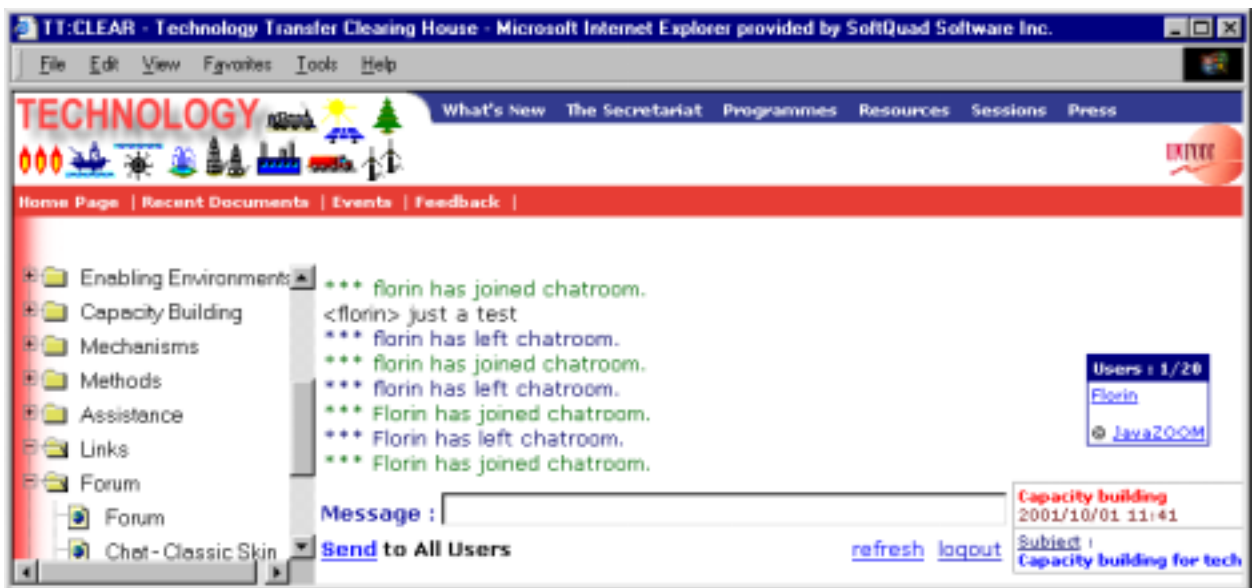 TT:CLEAR - Technology Transfer Clearing House - Microsoft Internet Explorer provided by SoftQuad Software Inc.
File Edit View Favorites Tools Help
TECHNOLOGY
What's New The Secretariat Programmes Resources Sessions Press
Home Page | Recent Documents | Events | Feedback |
Enabling Environments
Capacity Building
Mechanisms
Methods
Assistance
Links
Forum
Forum
Chat - Classic Skin
*** florin has joined chatroom.
<florin> just a test
*** florin has left chatroom.
*** florin has joined chatroom.
*** florin has left chatroom.
*** Florin has joined chatroom.
*** Florin has left chatroom.
*** Florin has joined chatroom.
Users : 1/20
Florin
@ JavaZOOM
Message :
Send to All Users
refresh logout
Capacity building
2001/10/01 11:41
Subject :
Capacity building for tech